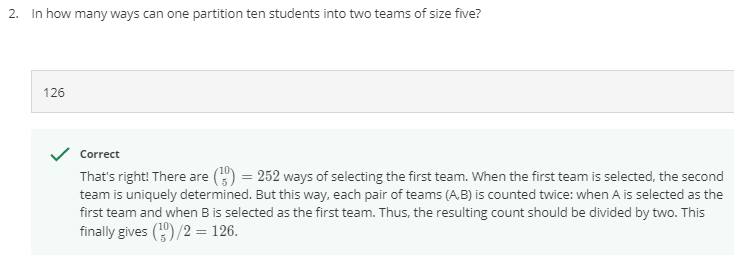 2. In how many ways can one partition ten students into two teams of size five?
126
Correct
That's right! There are (10 5) = 252 ways of selecting the first team. When the first team is selected, the second
team is uniquely determined. But this way, each pair of teams (A,B) is counted twice: when A is selected as the
first team and when B is selected as the first team. Thus, the resulting count should be divided by two. This
finally gives (10 5)/2 = 126.